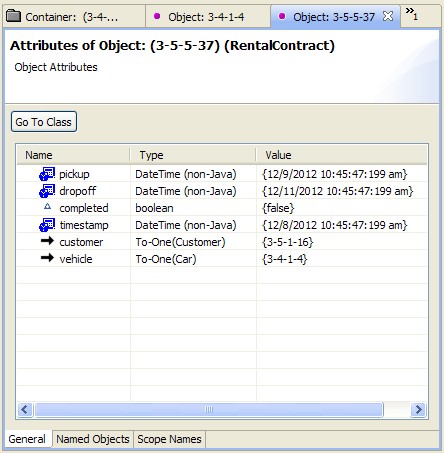 Container: (3-4-...
Object: 3-4-1-4
Object: 3-5-5-37
»1
Attributes of Object: (3-5-5-37) (RentalContract)
Object Attributes
Go To Class
Name Type Value
pickup DateTime (non-Java) {12/9/2012 10:45:47:199 am}
dropoff DateTime (non-Java) {12/11/2012 10:45:47:199 am}
completed boolean {false}
timestamp DateTime (non-Java) {12/8/2012 10:45:47:199 am}
customer To-One(Customer) {3-5-1-16}
vehicle To-One(Car) {3-4-1-4}
General Named Objects Scope Names